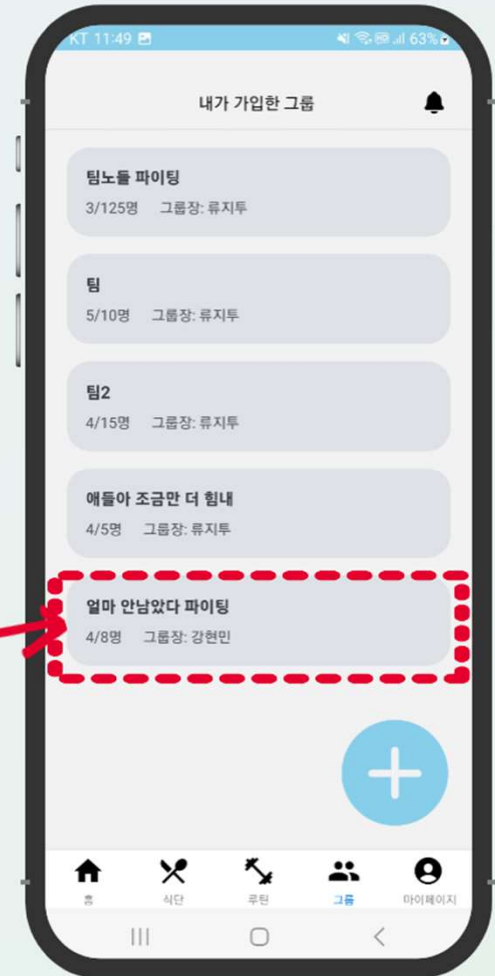 KT 11:49 63%
내가 가입한 그룹
팀노들 파이팅
3/125명 그룹장: 류지투
팀
5/10명 그룹장: 류지투
팀2
4/15명 그룹장: 류지투
애들아 조금만 더 힘내
4/5명 그룹장: 류지투
얼마 안남았다 파이팅
4/8명 그룹장: 강현민
홈 식단 루틴 그룹 마이페이지